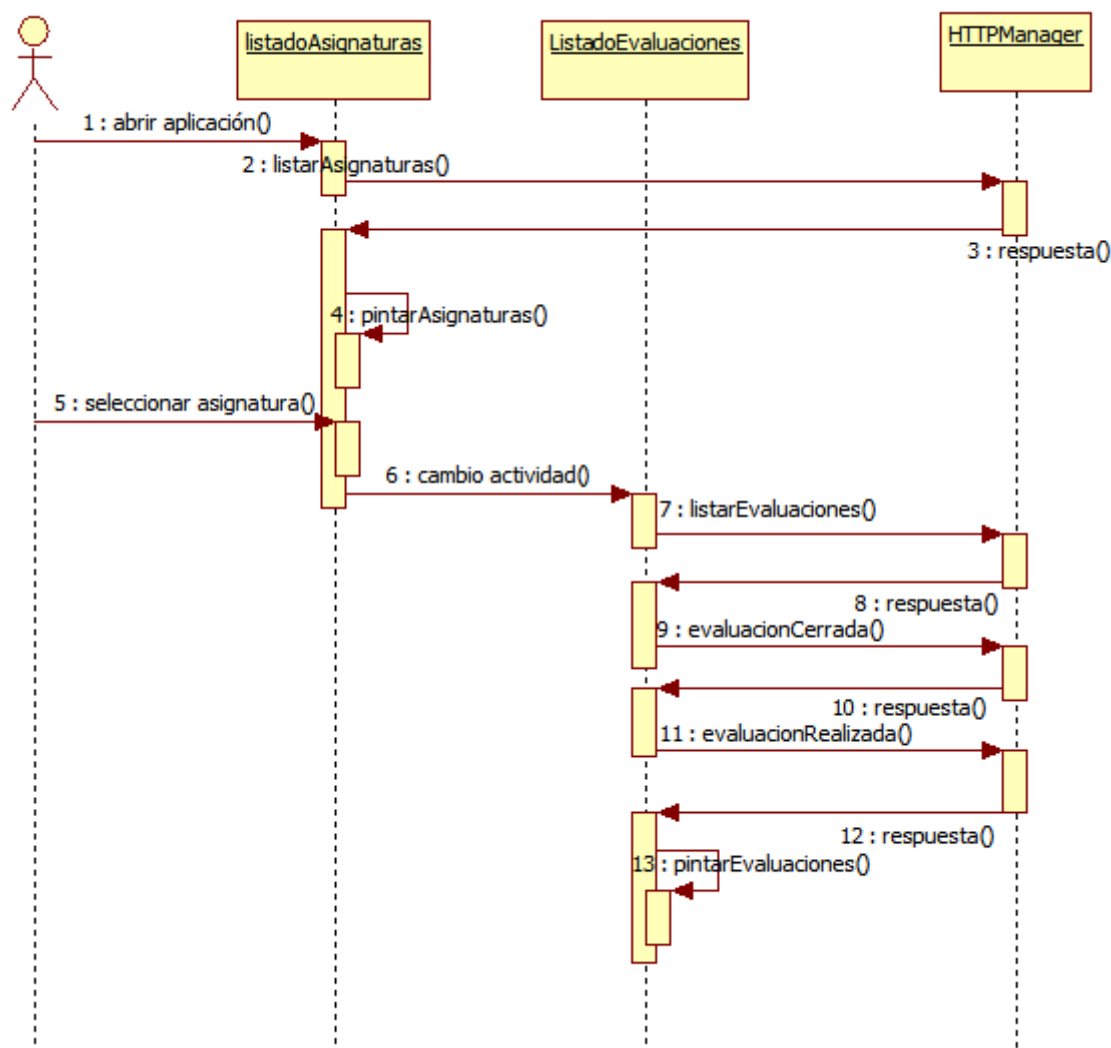 listadoAsignaturas
ListadoEvaluaciones
HTTPManager
1 : abrir aplicación()
2 : listarAsignaturas()
3 : respuesta()
4 : pintarAsignaturas()
5 : seleccionar asignatura()
6 : cambio actividad()
7 : listarEvaluaciones()
8 : respuesta()
9 : evaluacionCerrada()
10 : respuesta()
11 : evaluacionRealizada()
12 : respuesta()
13 : pintarEvaluaciones()